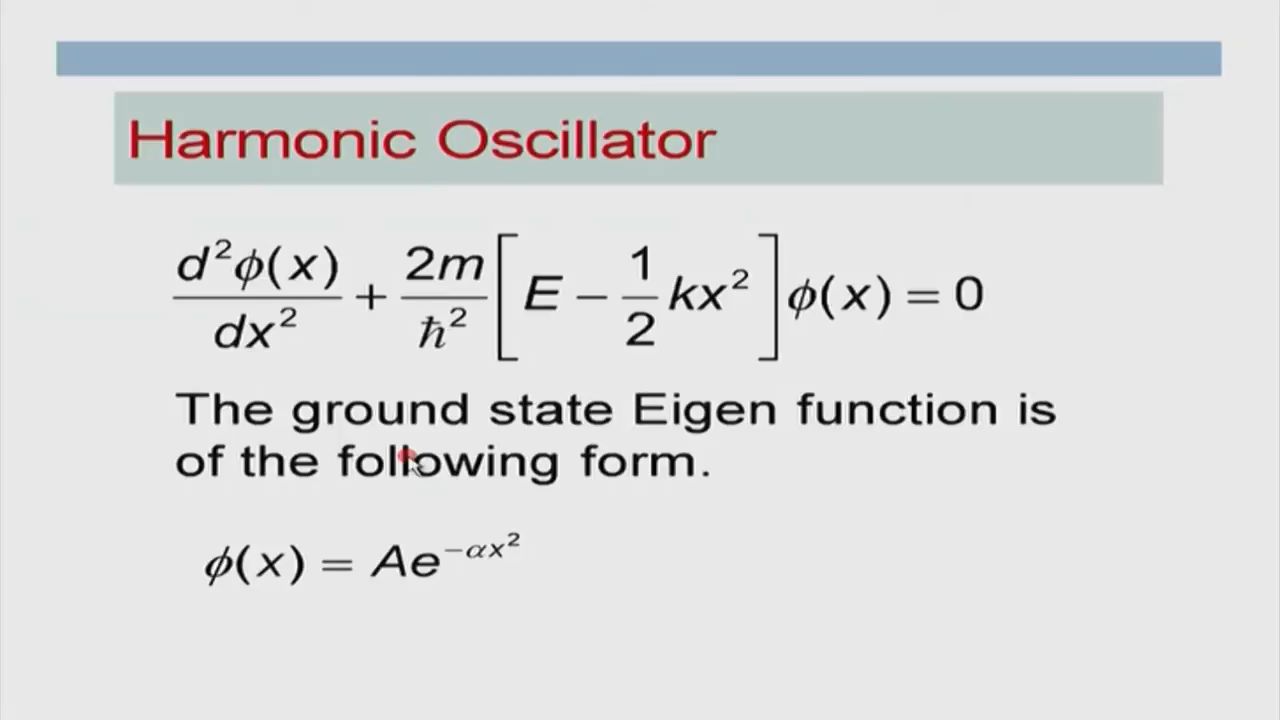 Harmonic Oscillator
d²ϕ(x)/dx² + 2m/ħ² [E − 1/2 kx²] ϕ(x) = 0
The ground state Eigen function is
of the following form.
ϕ(x) = Ae^{−αx²}